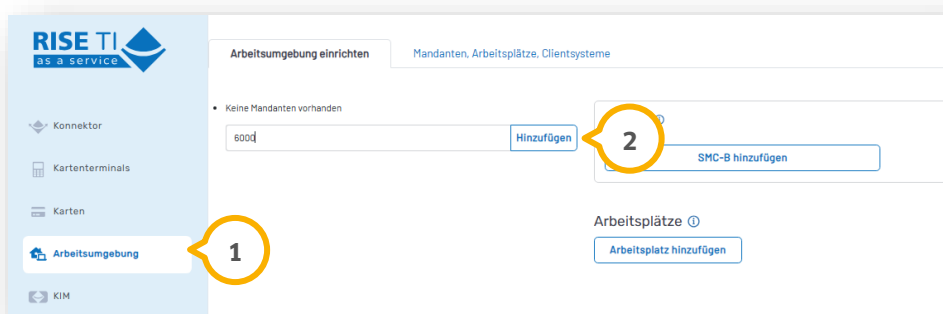 RISE TI
as a service
Arbeitsumgebung einrichten
Mandanten, Arbeitsplätze, Clientsysteme
Keine Mandanten vorhanden
6000
Hinzufügen
2
SMC-B hinzufügen
Konnektor
Kartenterminals
Karten
Arbeitsumgebung
1
KIM
Arbeitsplätze
Arbeitsplatz hinzufügen